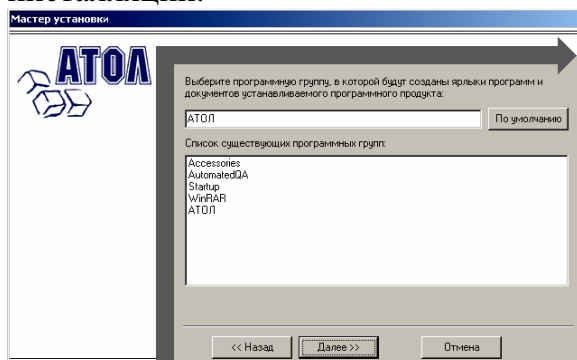 Мастер установки
АТОЛ
Выберите программную группу, в которой будут созданы ярлыки программ и
документов устанавливаемого программного продукта:
АТОЛ
По умолчанию
Список существующих программных групп:
Accessories
AutomatedQA
Startup
WinRAR
АТОЛ
<< Назад
Далее >>
Отмена